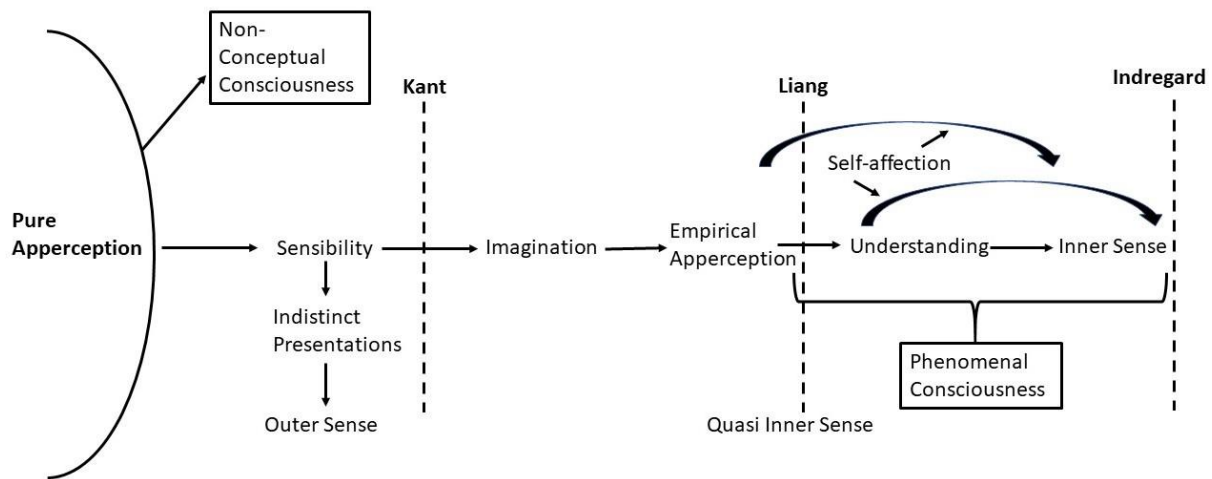 Non-
Conceptual
Consciousness
Kant
Liang
Indregard
Self-affection
Pure
Apperception
Sensibility
Imagination
Empirical
Apperception
Understanding
Inner Sense
Indistinct
Presentations
Phenomenal
Consciousness
Outer Sense
Quasi Inner Sense